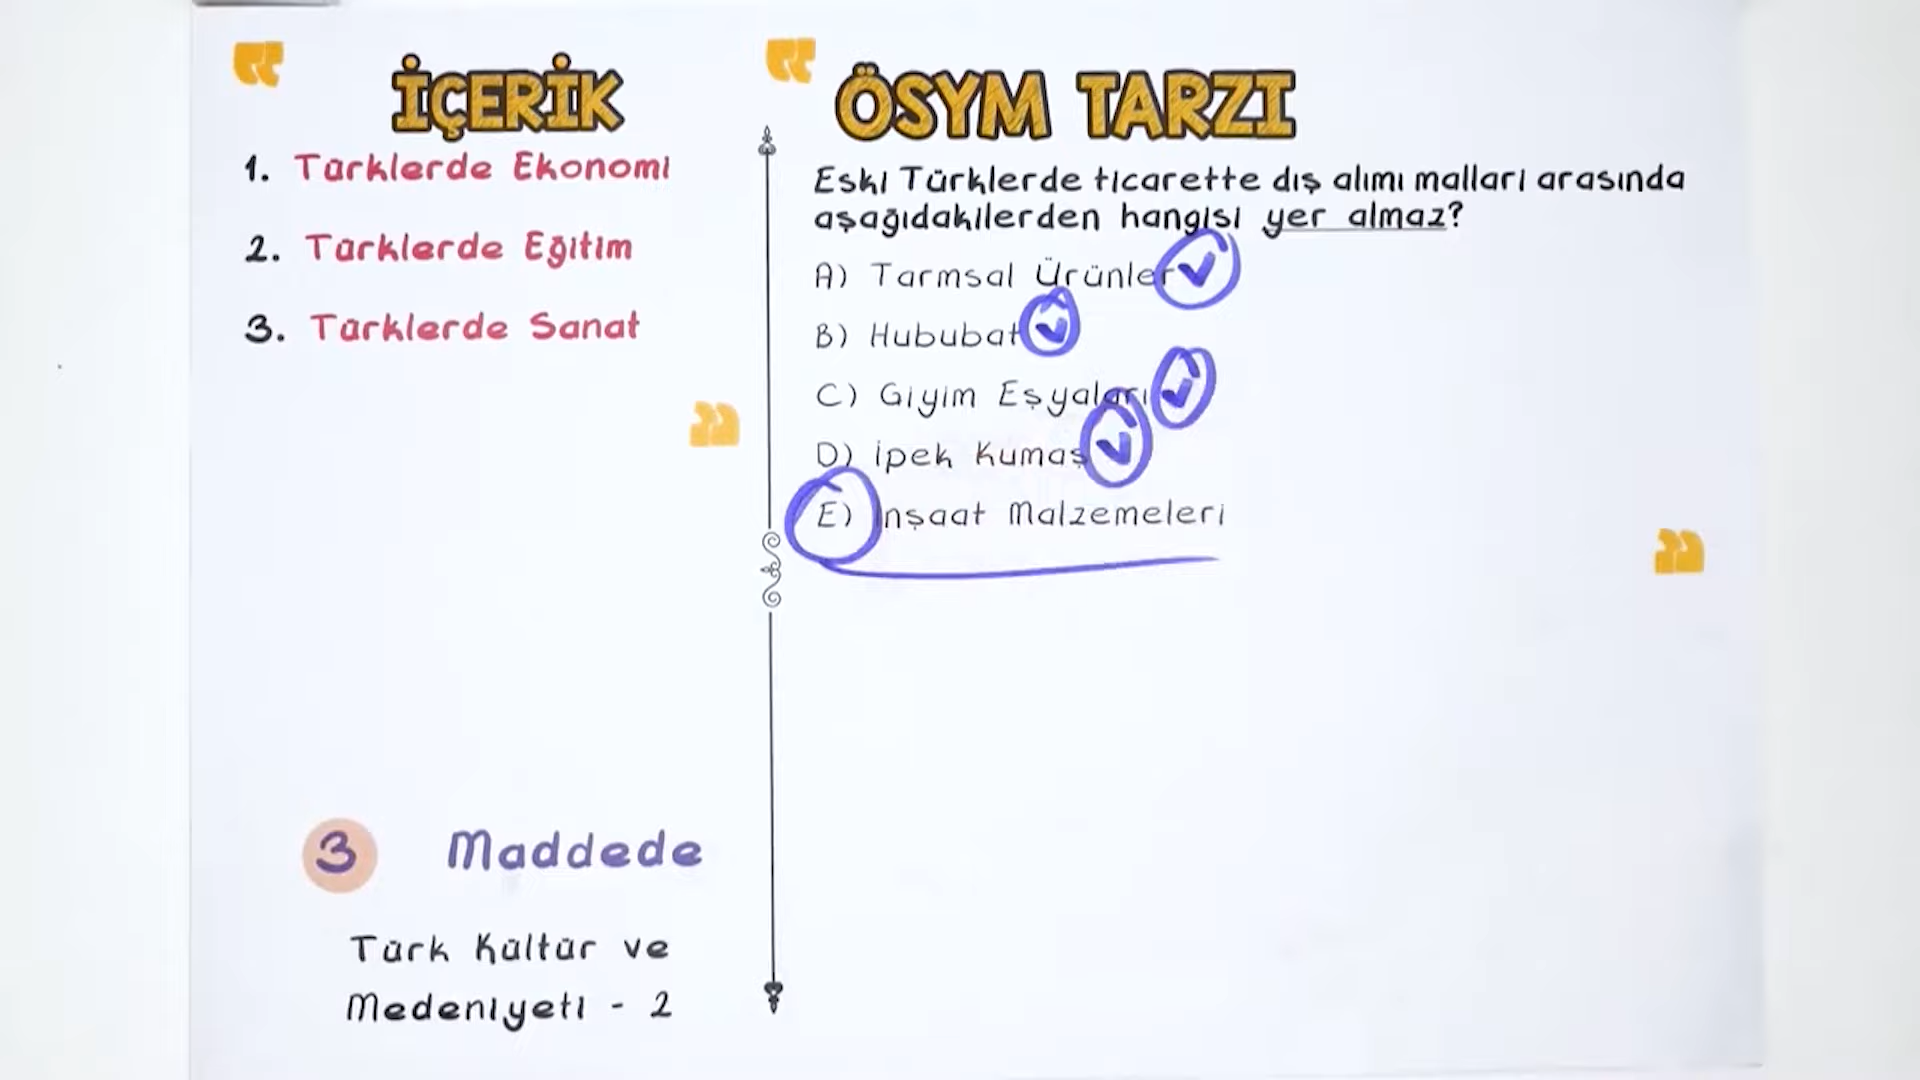 İÇERİK
1. Türklerde Ekonomi
2. Türklerde Eğitim
3. Türklerde Sanat
3 Maddede
Türk Kültür ve
Medeniyeti - 2
ÖSYM TARZI
Eski Türklerde ticarette dış alımı malları arasında
aşağıdakilerden hangisi yer almaz?
A) Tarmsal Ürünler
B) Hububat
C) Giyim Eşyaları
D) İpek Kumaş
E) İnşaat Malzemeleri